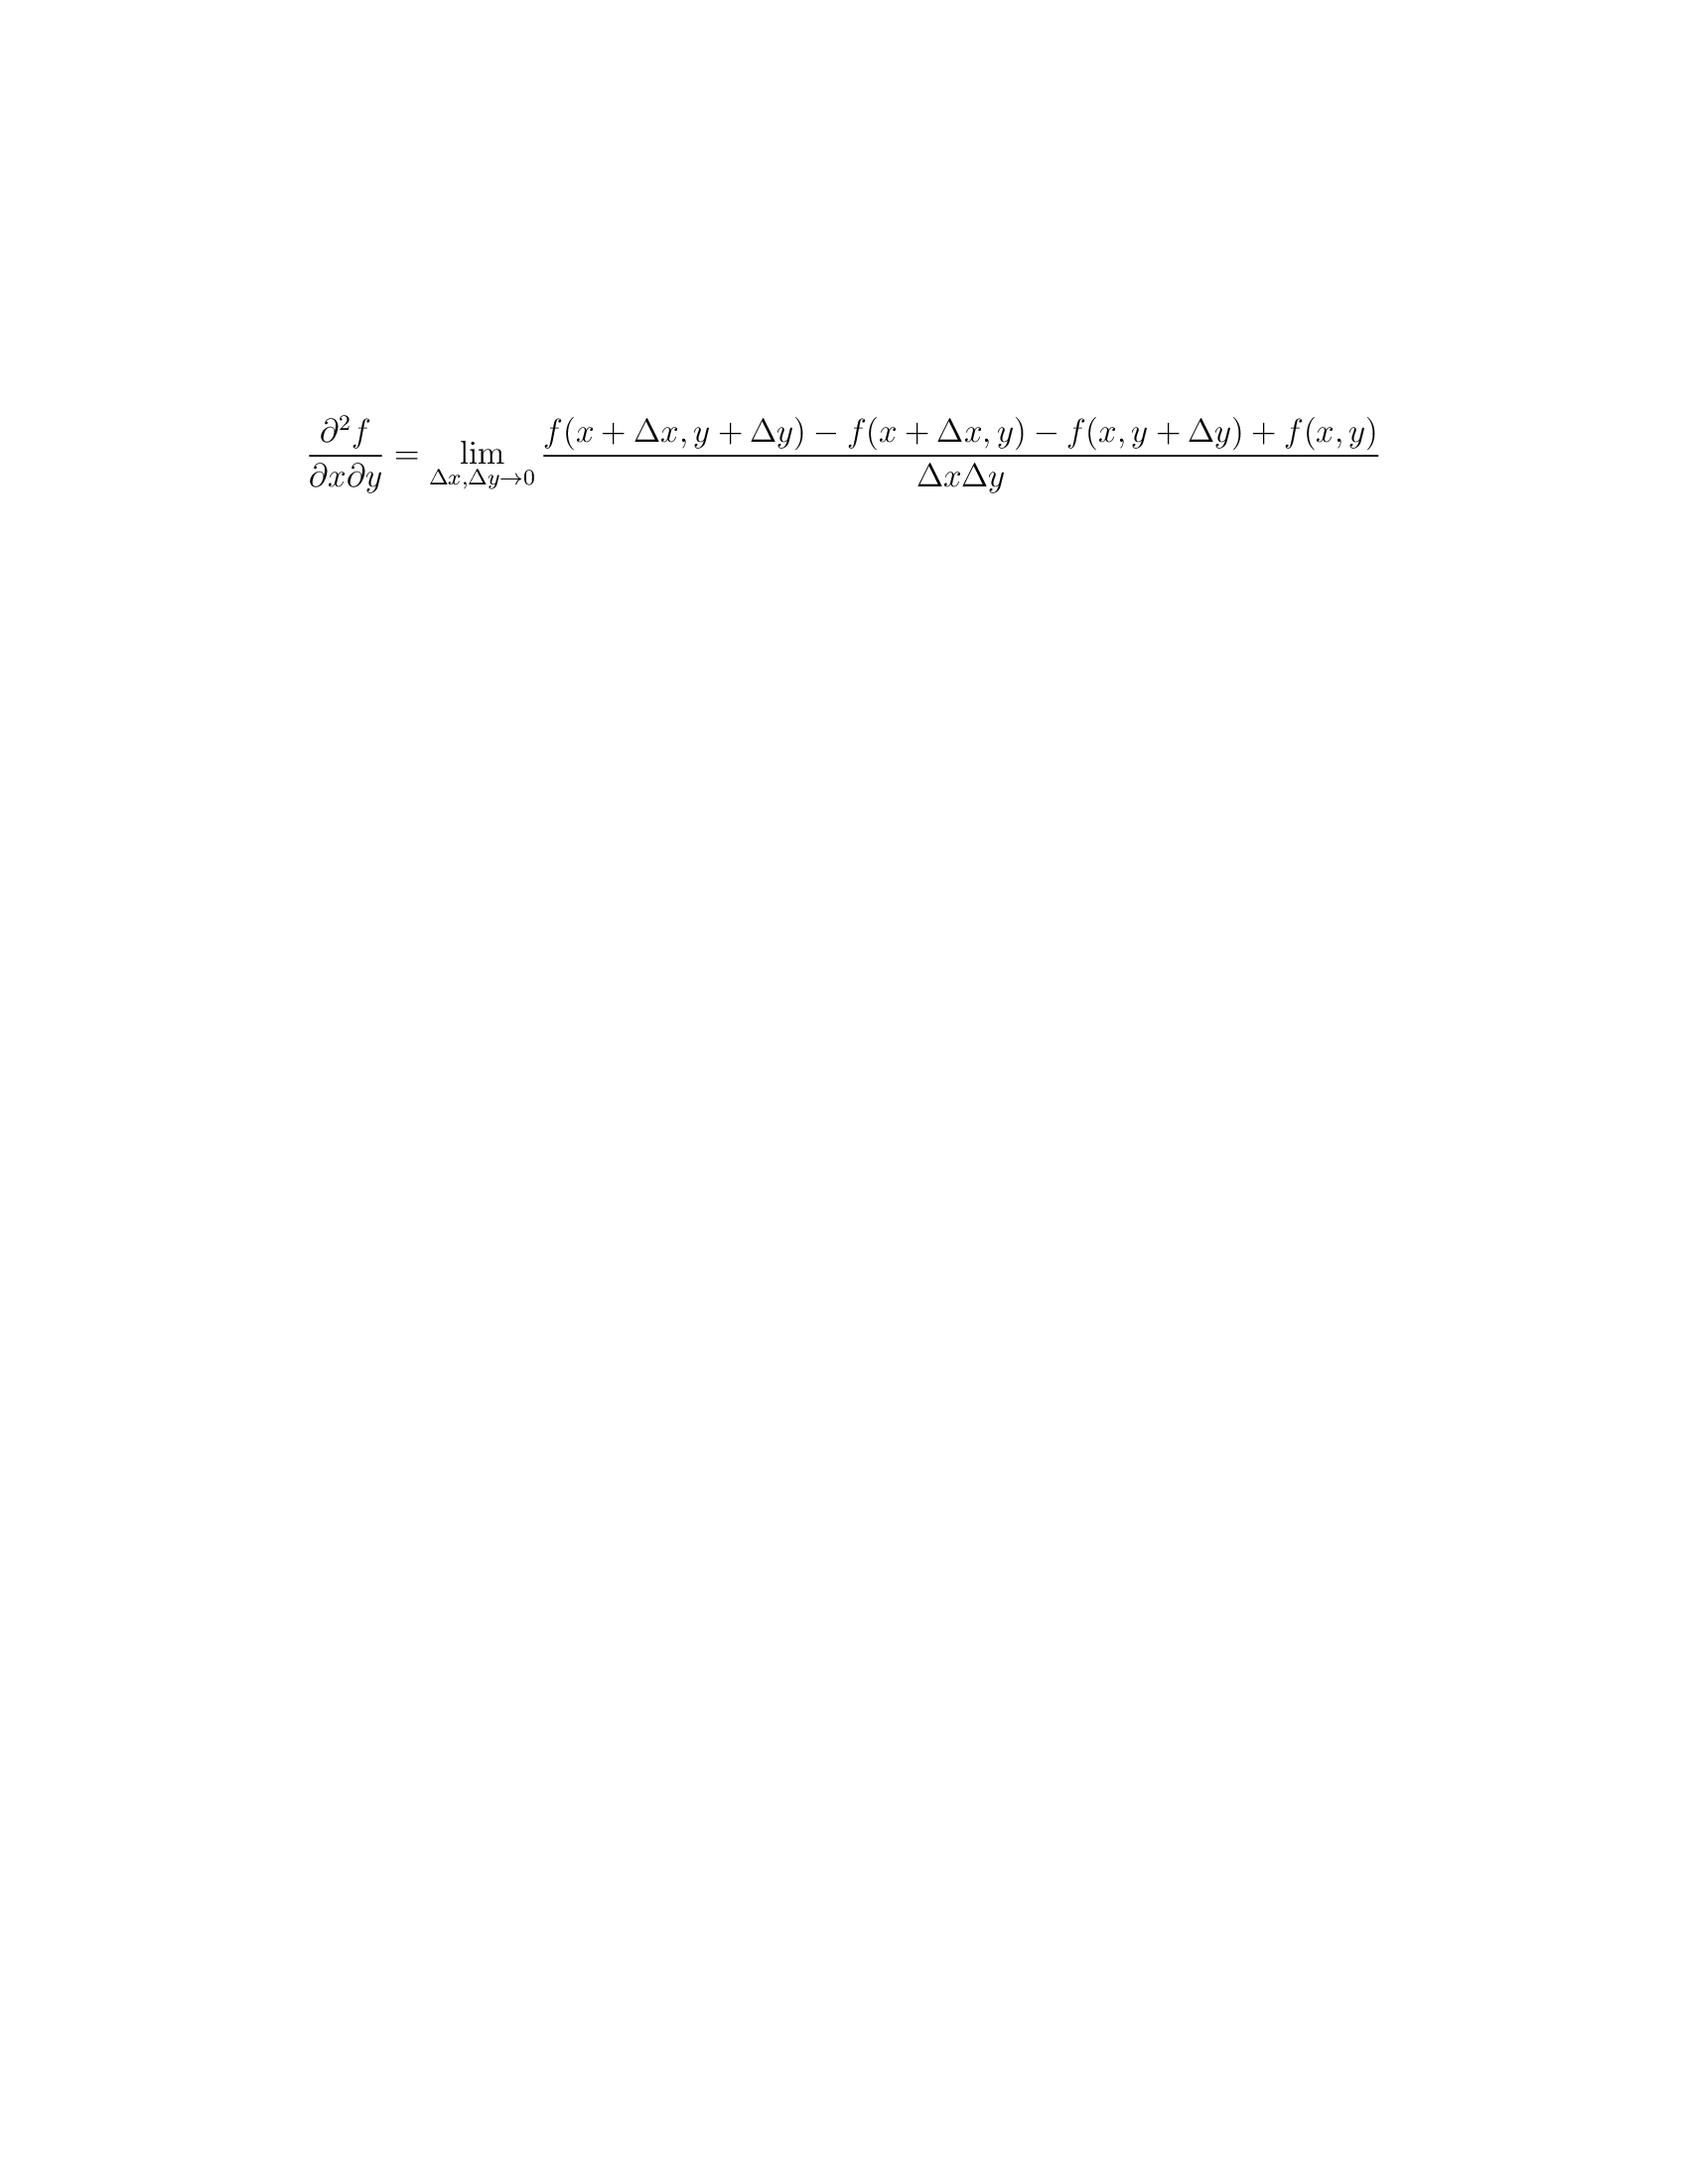 $$\frac{\partial^2 f}{\partial x \partial y} = \lim_{\Delta x, \Delta y \to 0} \frac{f(x + \Delta x, y + \Delta y) - f(x + \Delta x, y) - f(x, y + \Delta y) + f(x, y)}{\Delta x \Delta y}$$